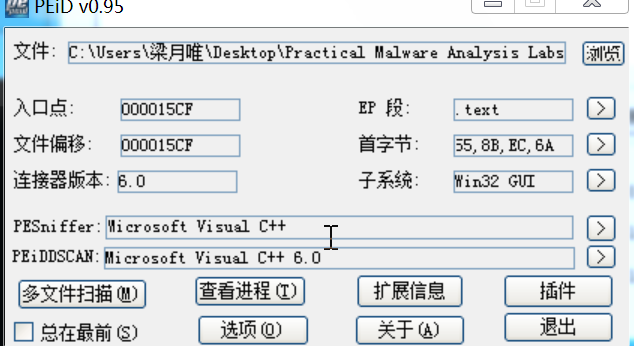 PEiD v0.95
文件: C:\Users\梁月唯\Desktop\Practical Malware Analysis Labs 浏览
入口点: 000015CF EP 段: .text >
文件偏移: 000015CF 首字节: 55,8B,EC,6A >
连接器版本: 6.0 子系统: Win32 GUI >
PESniffer: Microsoft Visual C++ >
PEiDDSCAN: Microsoft Visual C++ 6.0 >
多文件扫描(M) 查看进程(T) 扩展信息 插件
总在最前(S) 选项(O) 关于(A) 退出